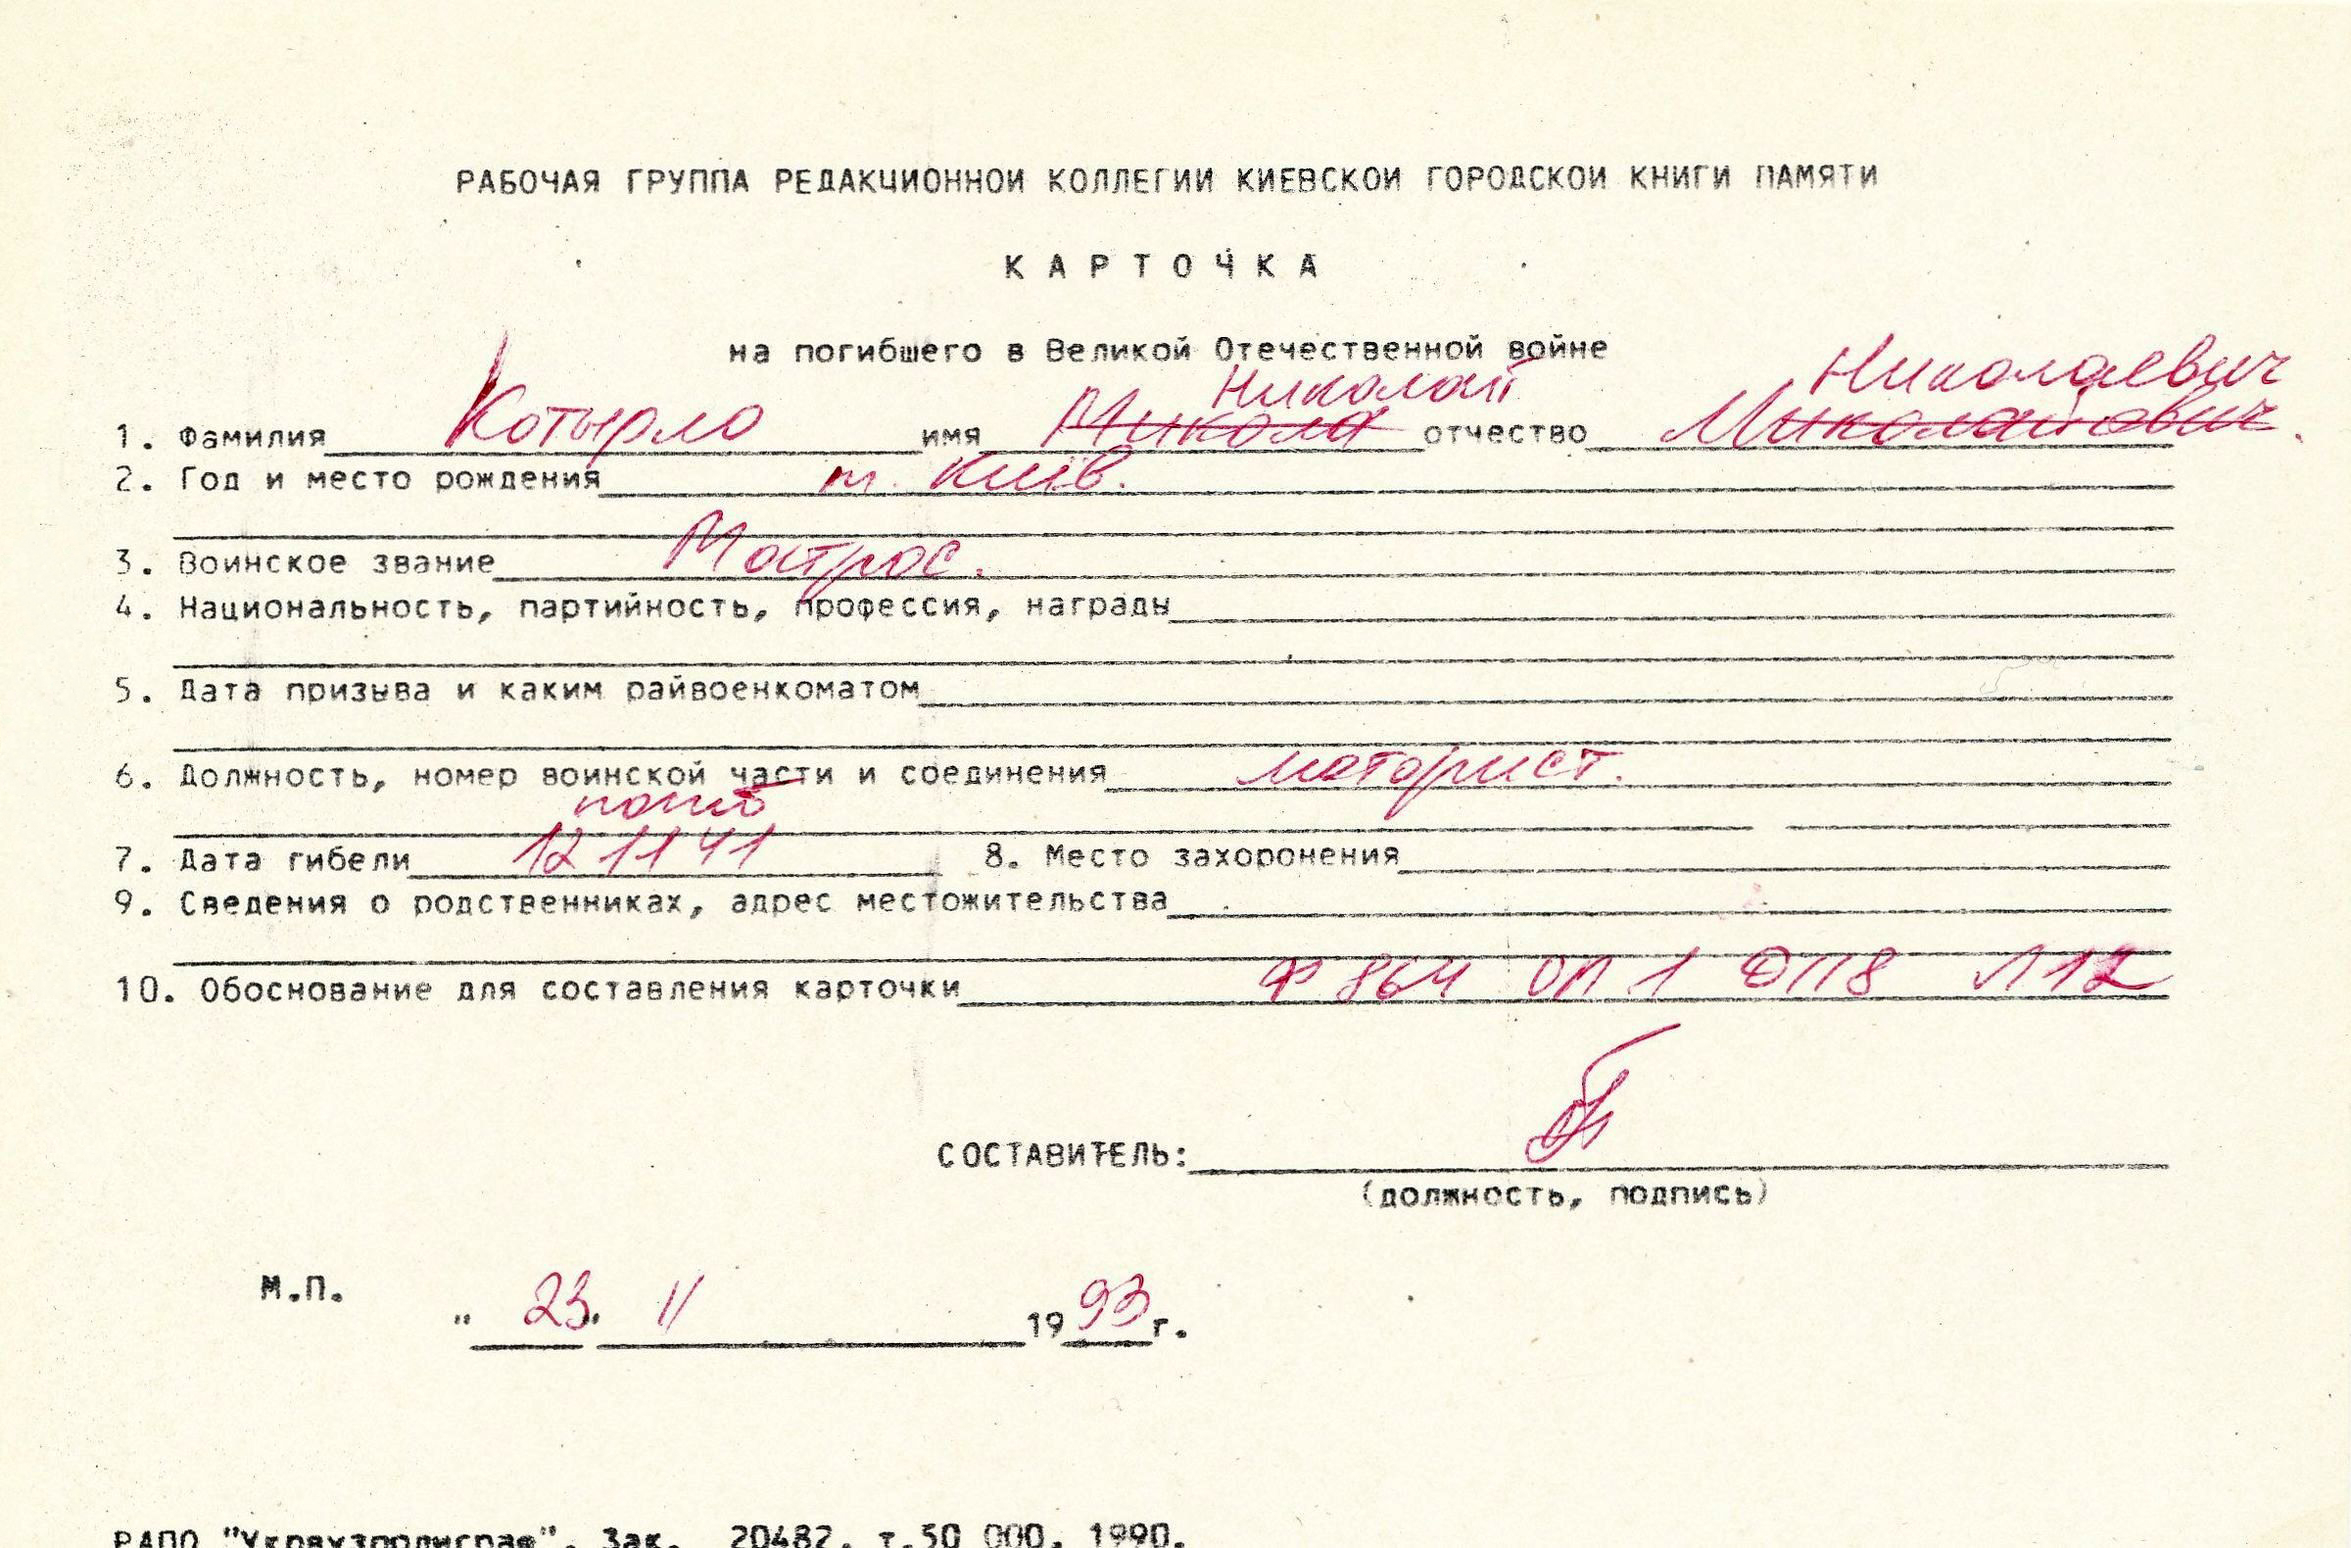 РАБОЧАЯ ГРУППА РЕДАКЦИОННОЙ КОЛЛЕГИИ КИЕВСКОЙ ГОРОДСКОЙ КНИГИ ПАМЯТИ
КАРТОЧКА
на погибшего в Великой Отечественной войне
Николай Николаевич
1. Фамилия Котырло имя Микола отчество Миколайович.
2. Год и место рождения м. Київ.
3. Воинское звание Матрос.
4. Национальность, партийность, профессия, награды
5. Дата призыва и каким райвоенкоматом
6. Должность, номер воинской части и соединения моторист.
погиб
7. Дата гибели 12 11 41 8. Место захоронения
9. Сведения о родственниках, адрес местожительства
10. Обоснование для составления карточки Ф 864 ОП 1 Д 118 Л 12
СОСТАВИТЕЛЬ:
(должность, подпись)
М.П.
" 23 " 11 1993 г.
РАПО "Укрвузполиграф". Зак. 20482. т.50 000. 1990.